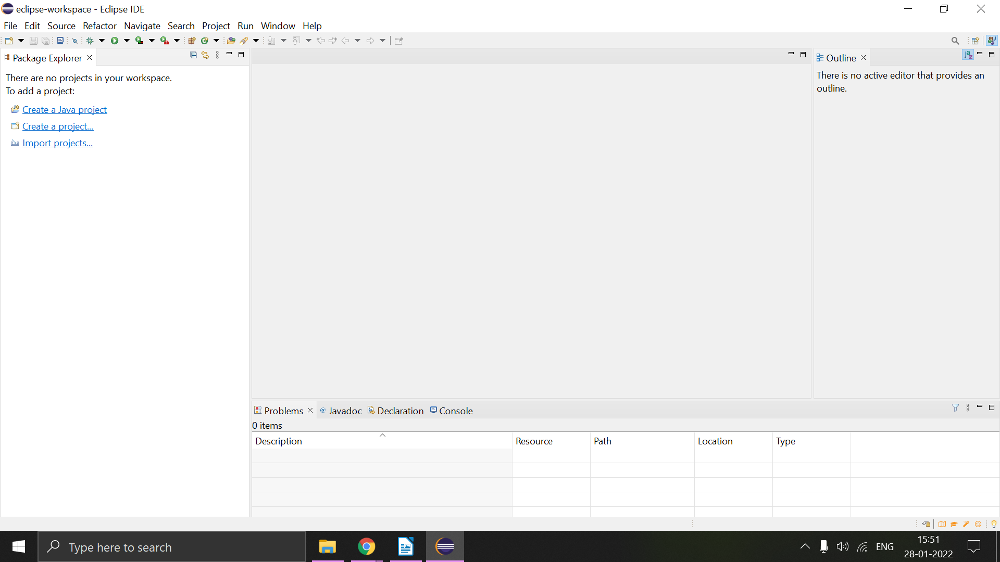 eclipse-workspace - Eclipse IDE
File Edit Source Refactor Navigate Search Project Run Window Help
Package Explorer
There are no projects in your workspace.
To add a project:
Create a Java project
Create a project...
Import projects...
Outline
There is no active editor that provides an
outline.
Problems @ Javadoc Declaration Console
0 items
Description Resource Path Location Type
Type here to search
ENG
15:51
28-01-2022